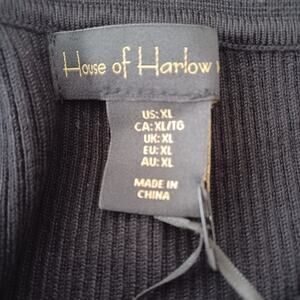 House of Harlow
US: XL
CA: XL/TG
UK: XL
EU: XL
AU: XL
MADE IN
CHINA